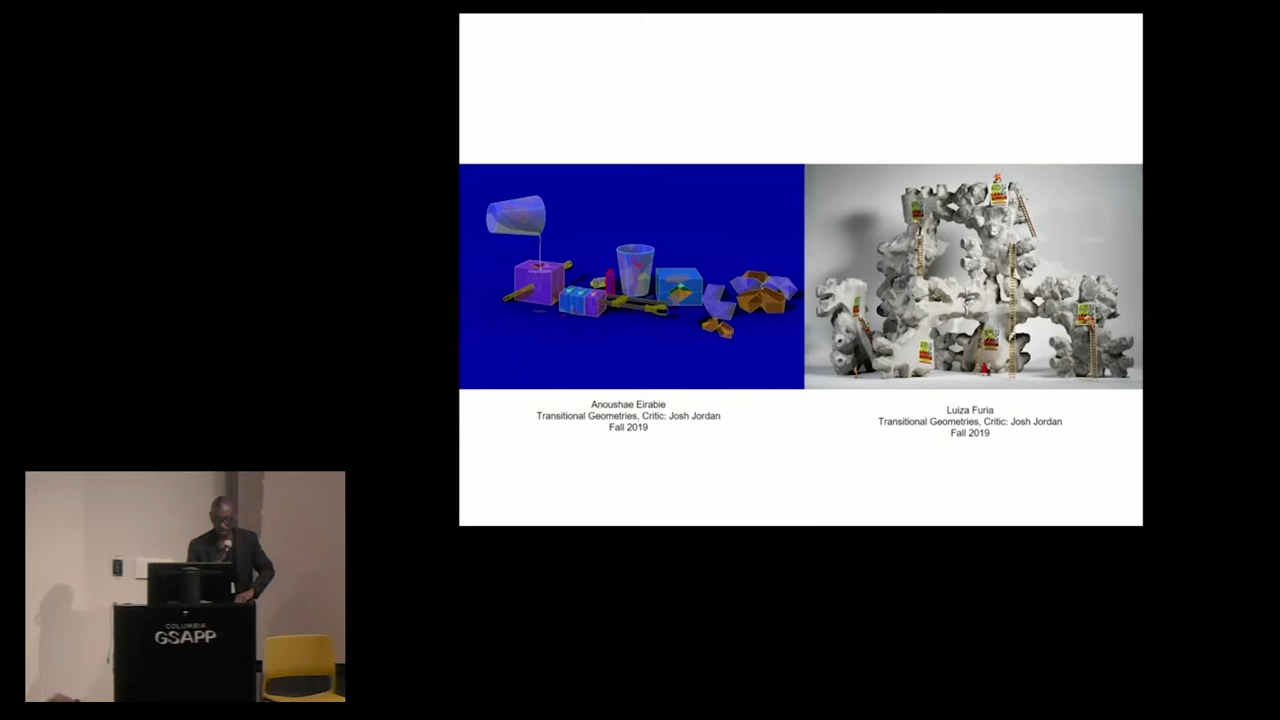 Anoushae Eirabie
Transitional Geometries, Critic: Josh Jordan
Fall 2019
Luiza Furia
Transitional Geometries, Critic: Josh Jordan
Fall 2019
COLUMBIA
GSAPP